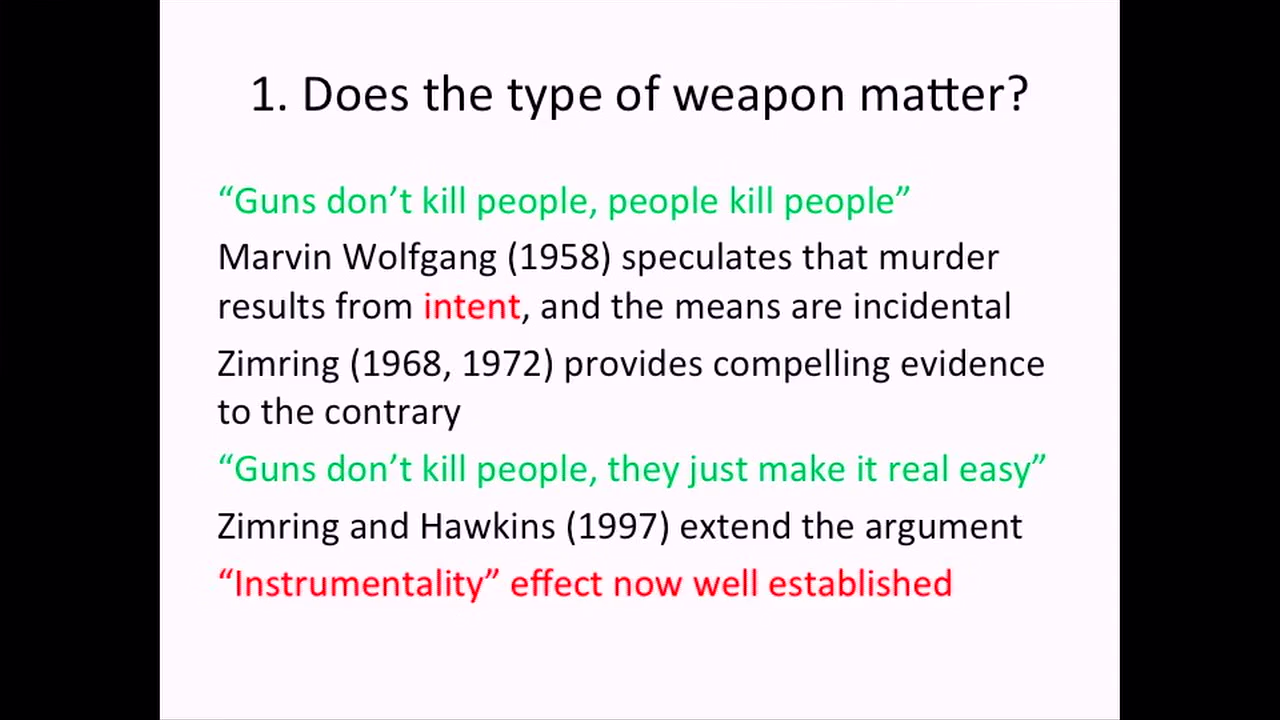 1. Does the type of weapon matter?
“Guns don’t kill people, people kill people”
Marvin Wolfgang (1958) speculates that murder
results from intent, and the means are incidental
Zimring (1968, 1972) provides compelling evidence
to the contrary
“Guns don’t kill people, they just make it real easy”
Zimring and Hawkins (1997) extend the argument
“Instrumentality” effect now well established